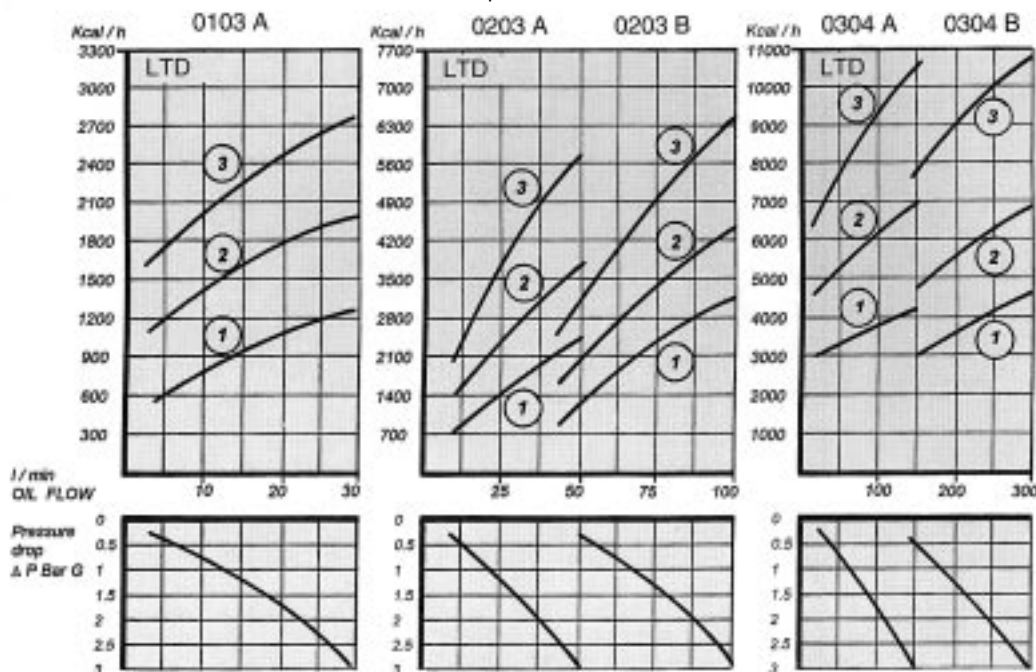 0103 A 0203 A 0203 B 0304 A 0304 B
Kcal / h Kcal / h Kcal / h
3300 7700 11000
LTD LTD LTD
3000 7000 10000
2700 6300 9000
2400 5600 8000
2100 4900 7000
1800 4200 6000
1500 3500 5000
1200 2800 4000
900 2100 3000
600 1400 2000
300 700 1000
3 3 3 3 3
2 2 2 2 2
1 1 1 1 1
l / min
OIL FLOW 10 20 30 25 50 75 100 100 200 300
Pressure
drop
Δ P Bar G
0 0 0
0.5 0.5 0.5
1 1 1
1.5 1.5 1.5
2 2 2
2.5 2.5 2.5
3 3 3